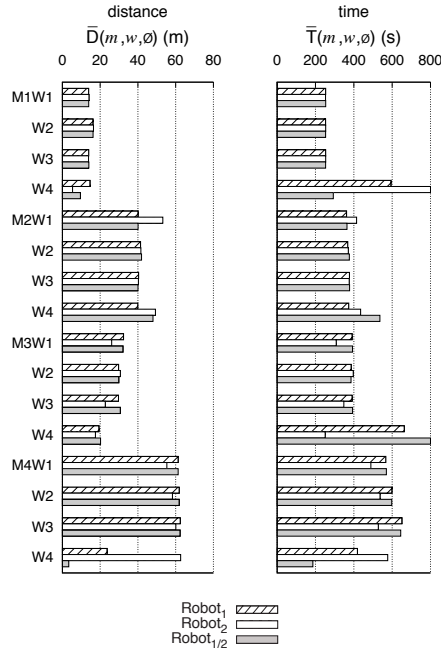 distance time
D̅(m,w,ø) (m) T̅(m,w,ø) (s)
0 20 40 60 80 0 200 400 600 800
M1W1
W2
W3
W4
M2W1
W2
W3
W4
M3W1
W2
W3
W4
M4W1
W2
W3
W4
Robot1
Robot2
Robot1/2